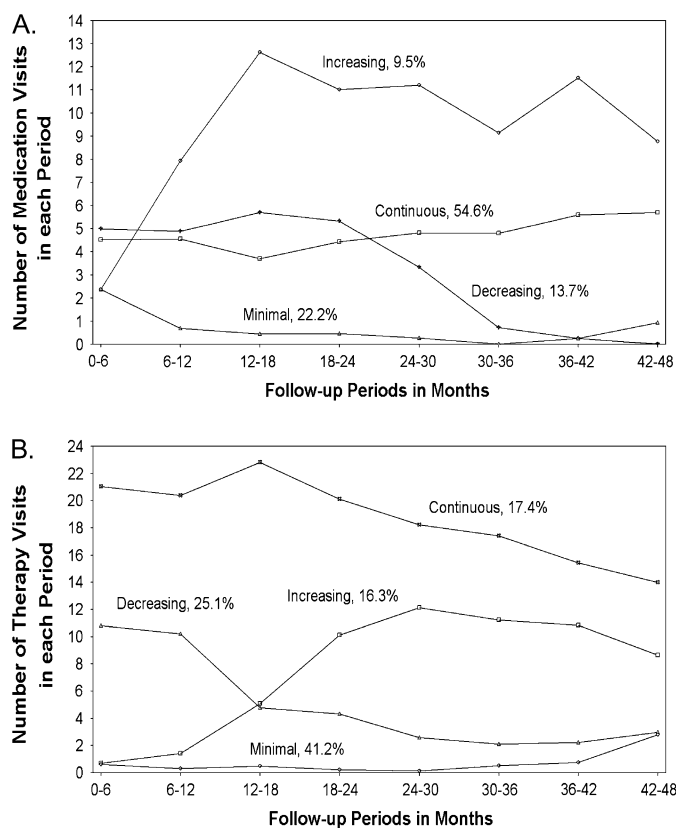 A.
Number of Medication Visits
in each Period
14
13
12
11
10
9
8
7
6
5
4
3
2
1
0
Increasing, 9.5%
Continuous, 54.6%
Decreasing, 13.7%
Minimal, 22.2%
0-6 6-12 12-18 18-24 24-30 30-36 36-42 42-48
Follow-up Periods in Months
B.
Number of Therapy Visits
in each Period
24
22
20
18
16
14
12
10
8
6
4
2
0
Continuous, 17.4%
Increasing, 16.3%
Decreasing, 25.1%
Minimal, 41.2%
0-6 6-12 12-18 18-24 24-30 30-36 36-42 42-48
Follow-up Periods in Months